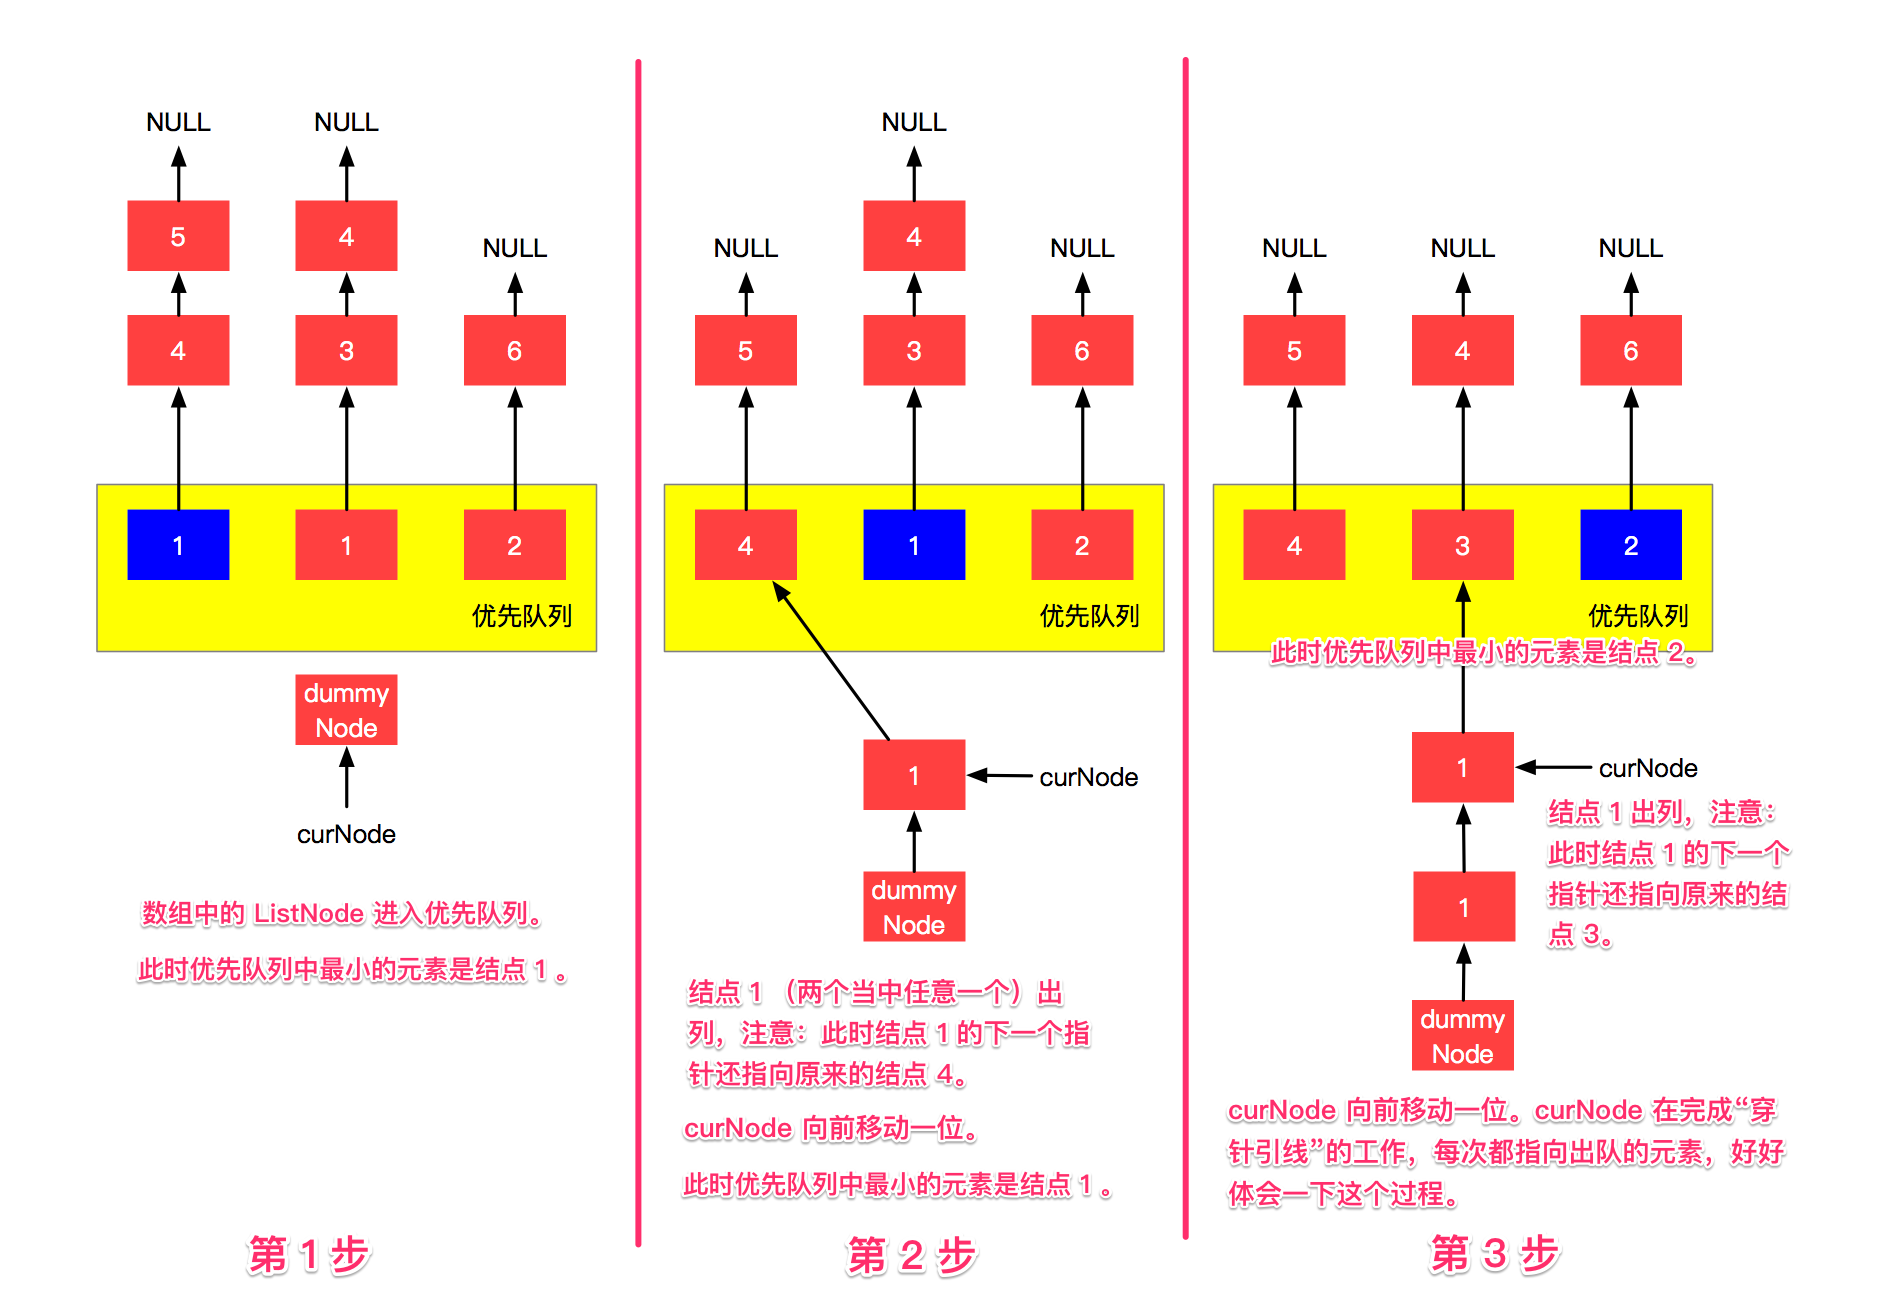 NULL
NULL
5
4
NULL
4
3
6
1
1
2
优先队列
dummy
Node
curNode
数组中的 ListNode 进入优先队列。
此时优先队列中最小的元素是结点 1 。
第 1 步
NULL
NULL
4
NULL
5
3
6
4
1
2
优先队列
1
curNode
dummy
Node
结点 1 （两个当中任意一个）出
列，注意：此时结点 1 的下一个指
针还指向原来的结点 4。
curNode 向前移动一位。
此时优先队列中最小的元素是结点 1 。
第 2 步
NULL
NULL
NULL
5
4
6
4
3
2
优先队列
此时优先队列中最小的元素是结点 2。
1
curNode
结点 1 出列，注意：
此时结点 1 的下一个
指针还指向原来的结
点 3。
1
dummy
Node
curNode 向前移动一位。curNode 在完成“穿
针引线”的工作，每次都指向出队的元素，好好
体会一下这个过程。
第 3 步